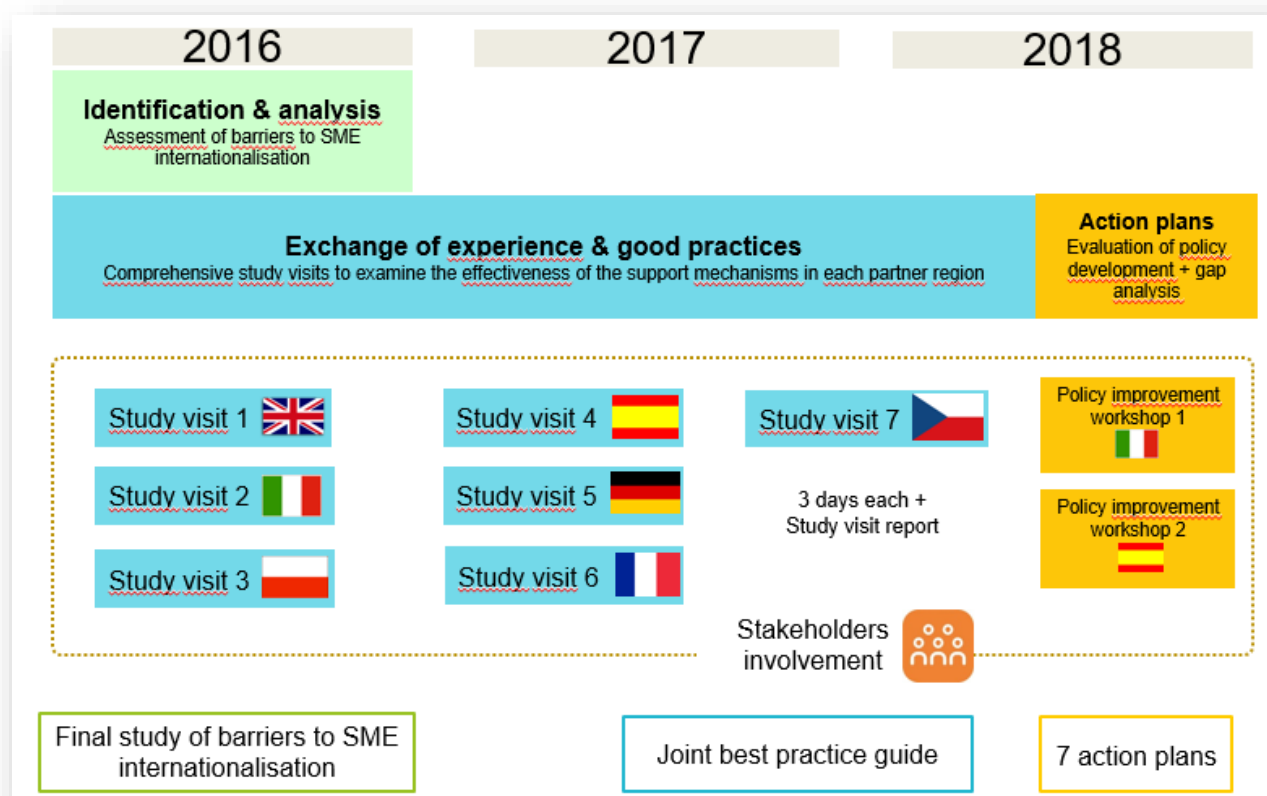 2016
2017
2018
Identification & analysis
Assessment of barriers to SME
internationalisation
Exchange of experience & good practices
Comprehensive study visits to examine the effectiveness of the support mechanisms in each partner region
Action plans
Evaluation of policy
development + gap
analysis
Study visit 1
Study visit 2
Study visit 3
Study visit 4
Study visit 5
Study visit 6
Study visit 7
3 days each +
Study visit report
Policy improvement
workshop 1
Policy improvement
workshop 2
Stakeholders
involvement
Final study of barriers to SME
internationalisation
Joint best practice guide
7 action plans